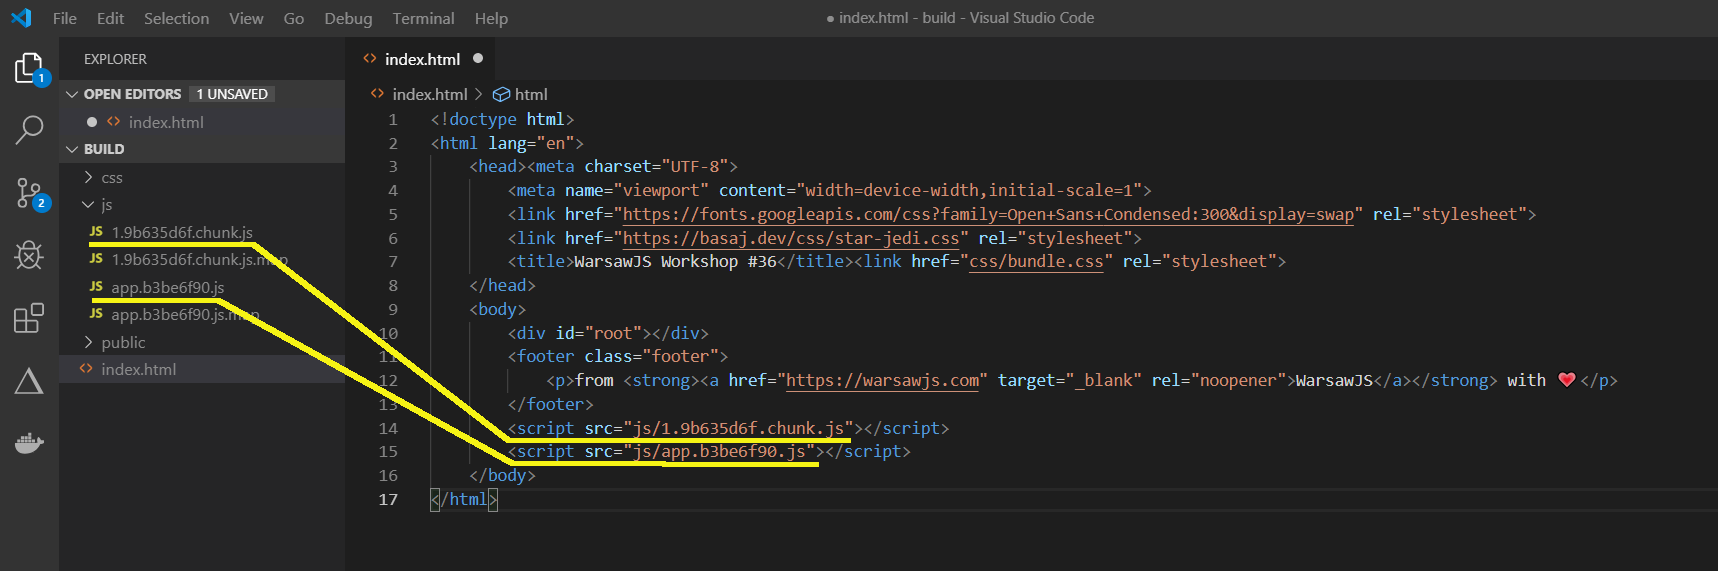 File Edit Selection View Go Debug Terminal Help ● index.html - build - Visual Studio Code
EXPLORER
OPEN EDITORS 1 UNSAVED
index.html
BUILD
css
js
JS 1.9b635d6f.chunk.js
JS 1.9b635d6f.chunk.js.map
JS app.b3be6f90.js
JS app.b3be6f90.js.map
public
index.html
1
2
index.html
index.html > html
1 <!doctype html>
2 <html lang="en">
3 <head><meta charset="UTF-8">
4 <meta name="viewport" content="width=device-width,initial-scale=1">
5 <link href="https://fonts.googleapis.com/css?family=Open+Sans+Condensed:300&display=swap" rel="stylesheet">
6 <link href="https://basaj.dev/css/star-jedi.css" rel="stylesheet">
7 <title>WarsawJS Workshop #36</title><link href="css/bundle.css" rel="stylesheet">
8 </head>
9 <body>
10 <div id="root"></div>
11 <footer class="footer">
12 <p>from <strong><a href="https://warsawjs.com" target="_blank" rel="noopener">WarsawJS</a></strong> with ❤️</p>
13 </footer>
14 <script src="js/1.9b635d6f.chunk.js"></script>
15 <script src="js/app.b3be6f90.js"></script>
16 </body>
17 </html>